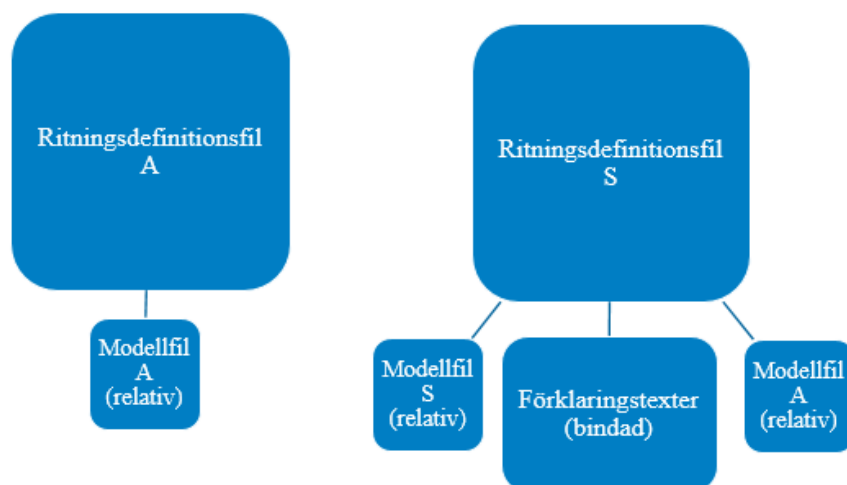 Ritningsdefinitionsfil
A
Modellfil
A
(relativ)
Ritningsdefinitionsfil
S
Modellfil
S
(relativ)
Förklaringstexter
(bindad)
Modellfil
A
(relativ)